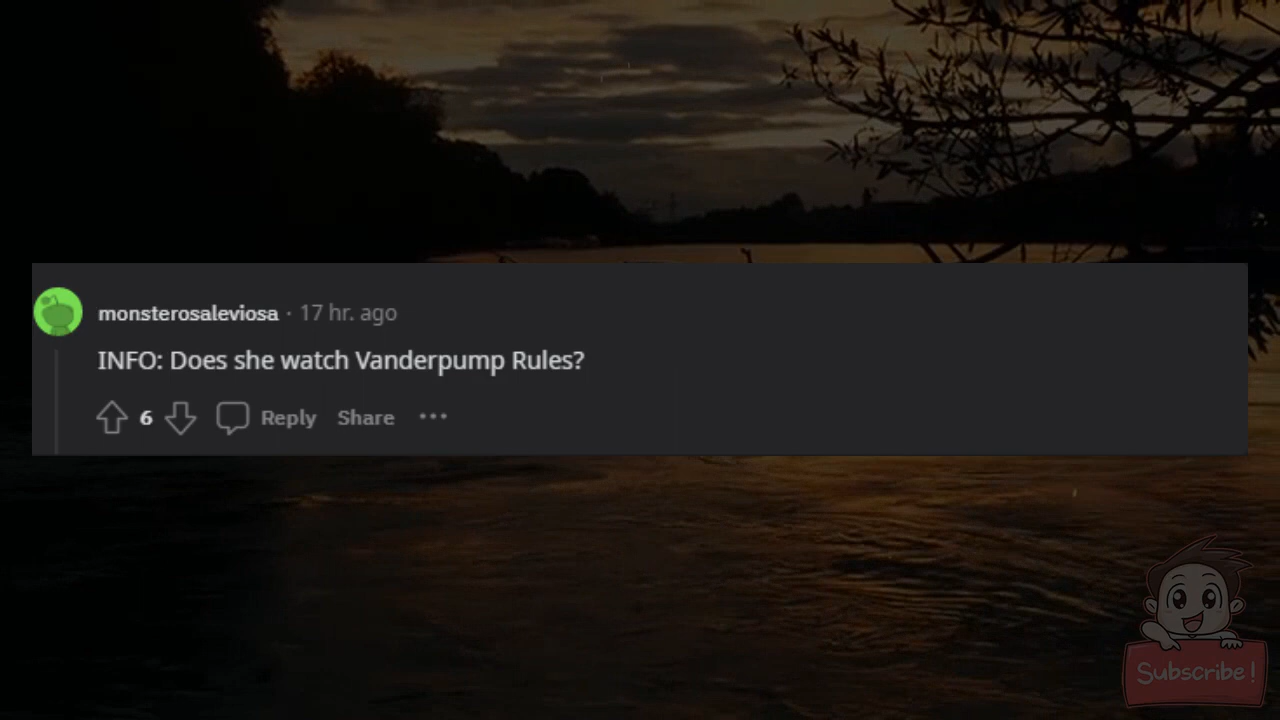 monsterosaleviosa · 17 hr. ago
INFO: Does she watch Vanderpump Rules?
6 Reply Share ···
Subscribe!